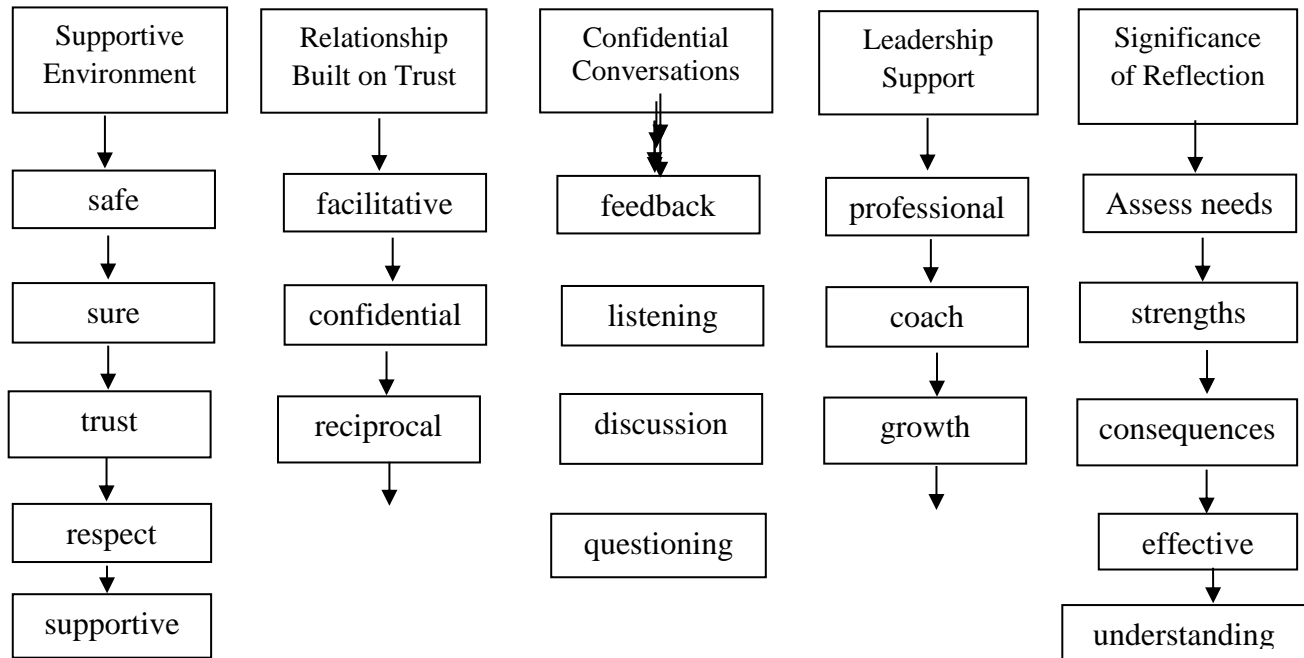 Supportive
Environment
safe
sure
trust
respect
supportive
Relationship
Built on Trust
facilitative
confidential
reciprocal
Confidential
Conversations
feedback
listening
discussion
questioning
Leadership
Support
professional
coach
growth
Significance
of Reflection
Assess needs
strengths
consequences
effective
understanding